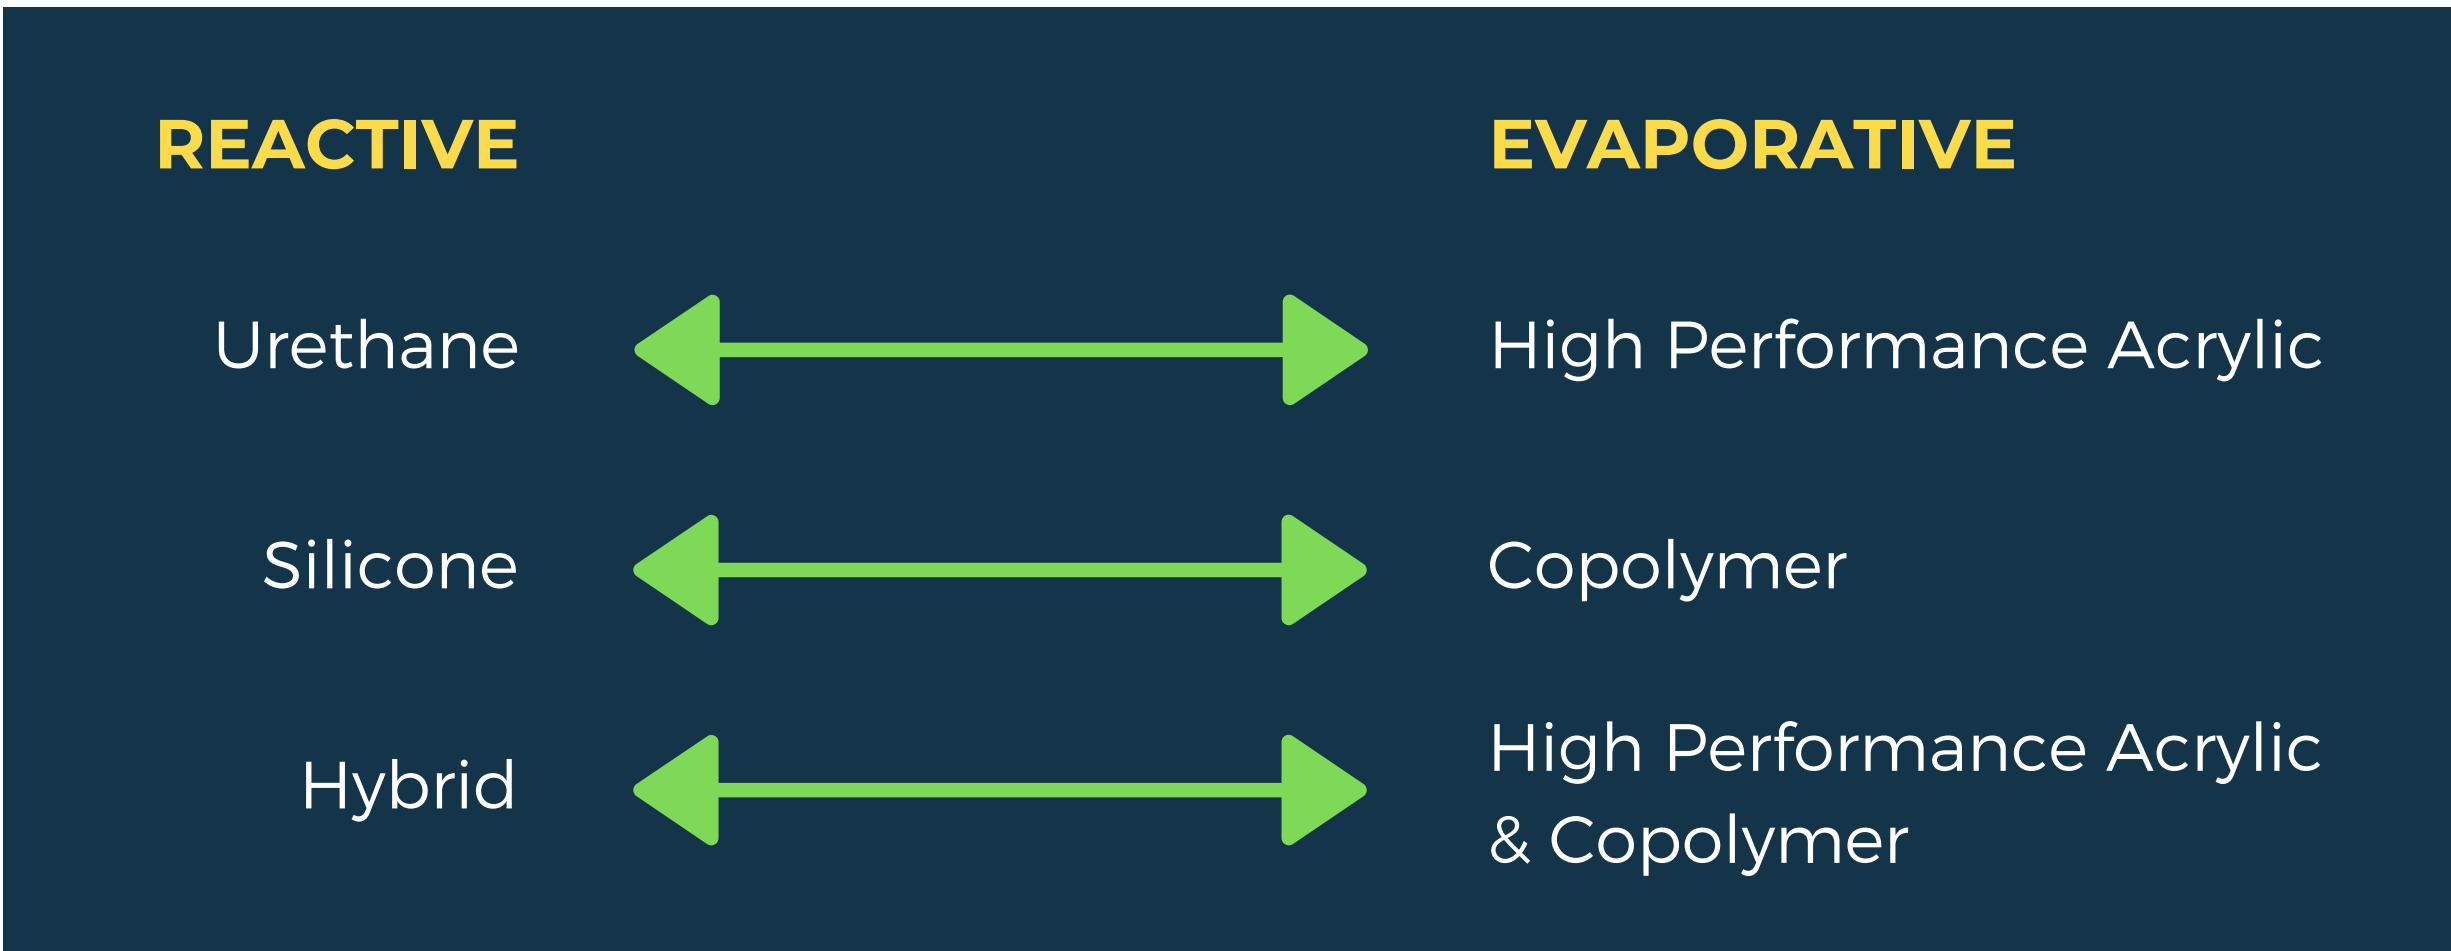 REACTIVE
EVAPORATIVE
Urethane
High Performance Acrylic
Silicone
Copolymer
Hybrid
High Performance Acrylic
& Copolymer